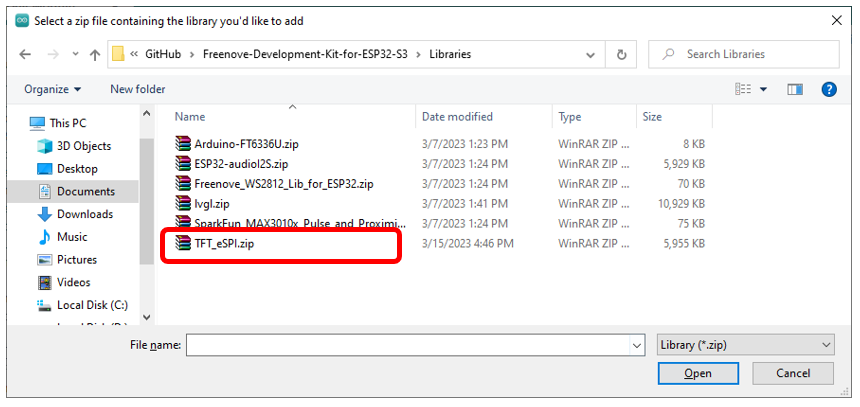 Select a zip file containing the library you'd like to add
« GitHub > Freenove-Development-Kit-for-ESP32-S3 > Libraries
Search Libraries
Organize
New folder
Name Date modified Type Size
This PC
3D Objects
Desktop
Documents
Downloads
Music
Pictures
Videos
Local Disk (C:)
Arduino-FT6336U.zip 3/7/2023 1:23 PM WinRAR ZIP ... 8 KB
ESP32-audioI2S.zip 3/7/2023 1:24 PM WinRAR ZIP ... 5,929 KB
Freenove_WS2812_Lib_for_ESP32.zip 3/7/2023 1:24 PM WinRAR ZIP ... 70 KB
lvgl.zip 3/7/2023 1:41 PM WinRAR ZIP ... 10,929 KB
SparkFun_MAX3010x_Pulse_and_Proximi... 3/7/2023 1:24 PM WinRAR ZIP ... 75 KB
TFT_eSPI.zip 3/15/2023 4:46 PM WinRAR ZIP ... 5,955 KB
File name:
Library (*.zip)
Open
Cancel